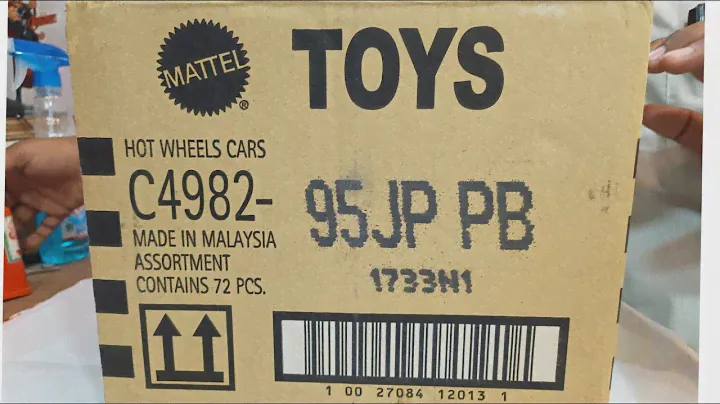 MATTEL
®
TOYS
HOT WHEELS CARS
C4982-
95JP PB
MADE IN MALAYSIA
ASSORTMENT
CONTAINS 72 PCS.
1733N1
1 00 27084 12013 1